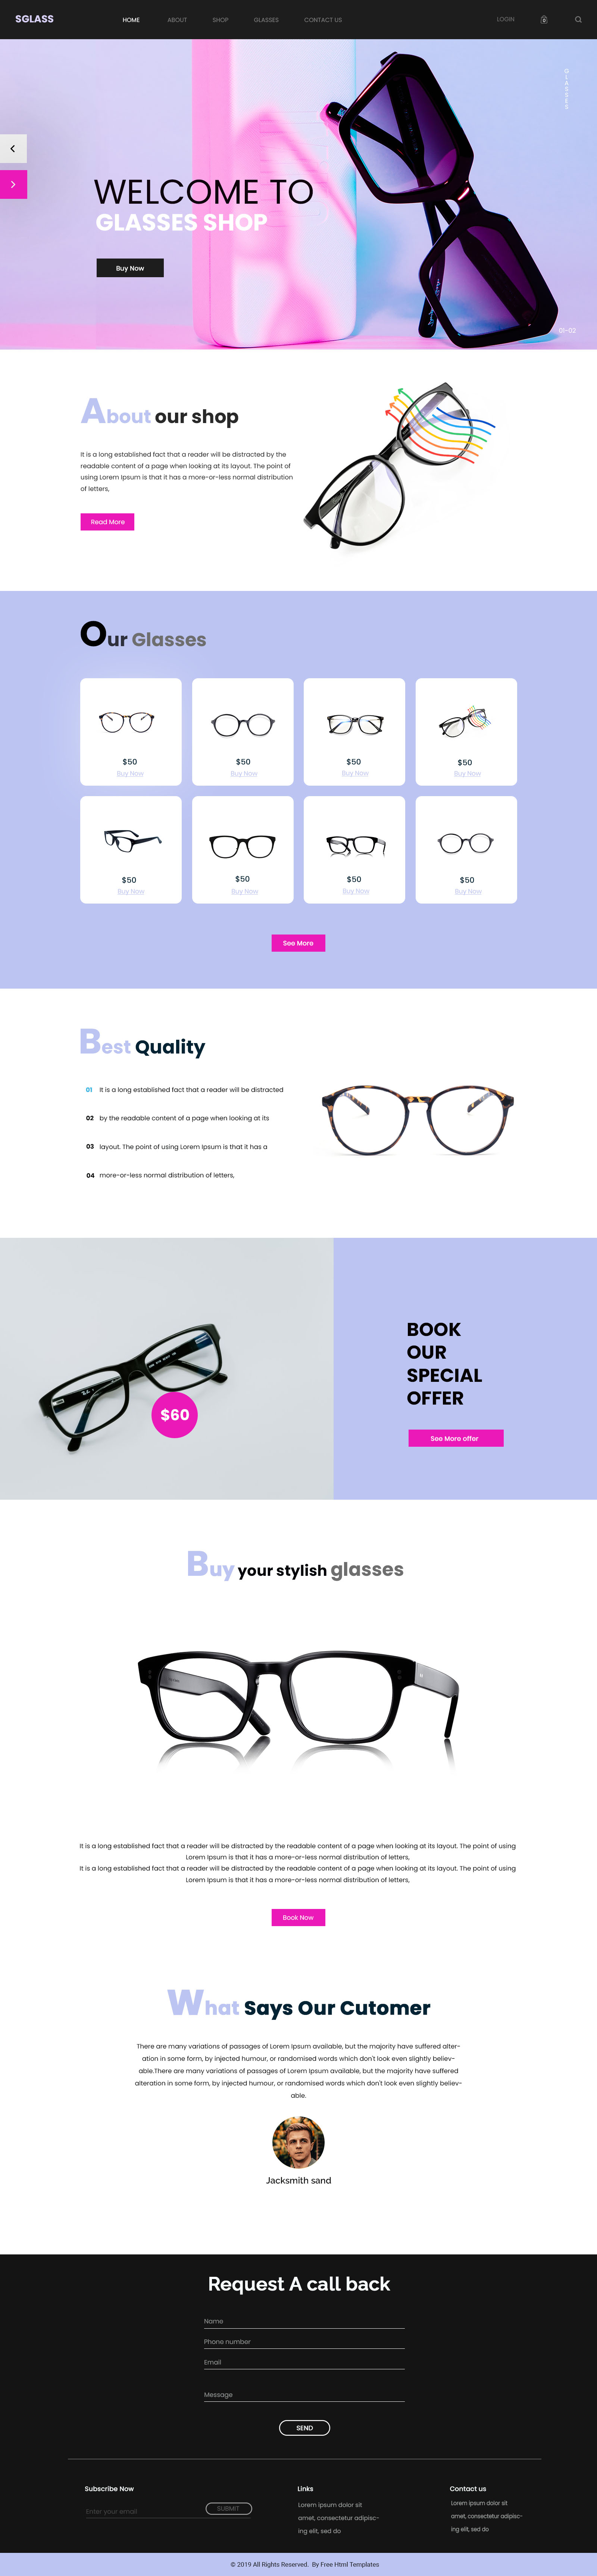 SGLASS
HOME ABOUT SHOP GLASSES CONTACT US LOGIN
GLASSES
WELCOME TO
GLASSES SHOP
Buy Now
01-02
About our shop
It is a long established fact that a reader will be distracted by the
readable content of a page when looking at its layout. The point of
using Lorem Ipsum is that it has a more-or-less normal distribution
of letters,
Read More
Our Glasses
$50 $50 $50 $50
Buy Now Buy Now Buy Now Buy Now
$50 $50 $50 $50
Buy Now Buy Now Buy Now Buy Now
See More
Best Quality
01 It is a long established fact that a reader will be distracted
02 by the readable content of a page when looking at its
03 layout. The point of using Lorem Ipsum is that it has a
04 more-or-less normal distribution of letters,
$60
BOOK
OUR
SPECIAL
OFFER
See More offer
Buy your stylish glasses
It is a long established fact that a reader will be distracted by the readable content of a page when looking at its layout. The point of using
Lorem Ipsum is that it has a more-or-less normal distribution of letters,
It is a long established fact that a reader will be distracted by the readable content of a page when looking at its layout. The point of using
Lorem Ipsum is that it has a more-or-less normal distribution of letters,
Book Now
What Says Our Cutomer
There are many variations of passages of Lorem Ipsum available, but the majority have suffered alter-
ation in some form, by injected humour, or randomised words which don't look even slightly believ-
able.There are many variations of passages of Lorem Ipsum available, but the majority have suffered
alteration in some form, by injected humour, or randomised words which don't look even slightly believ-
able.
Jacksmith sand
Request A call back
Name
Phone number
Email
Message
SEND
Subscribe Now
Enter your email SUBMIT
Links
Lorem ipsum dolor sit
amet, consectetur adipisc-
ing elit, sed do
Contact us
Lorem ipsum dolor sit
amet, consectetur adipisc-
ing elit, sed do
© 2019 All Rights Reserved. By Free Html Templates